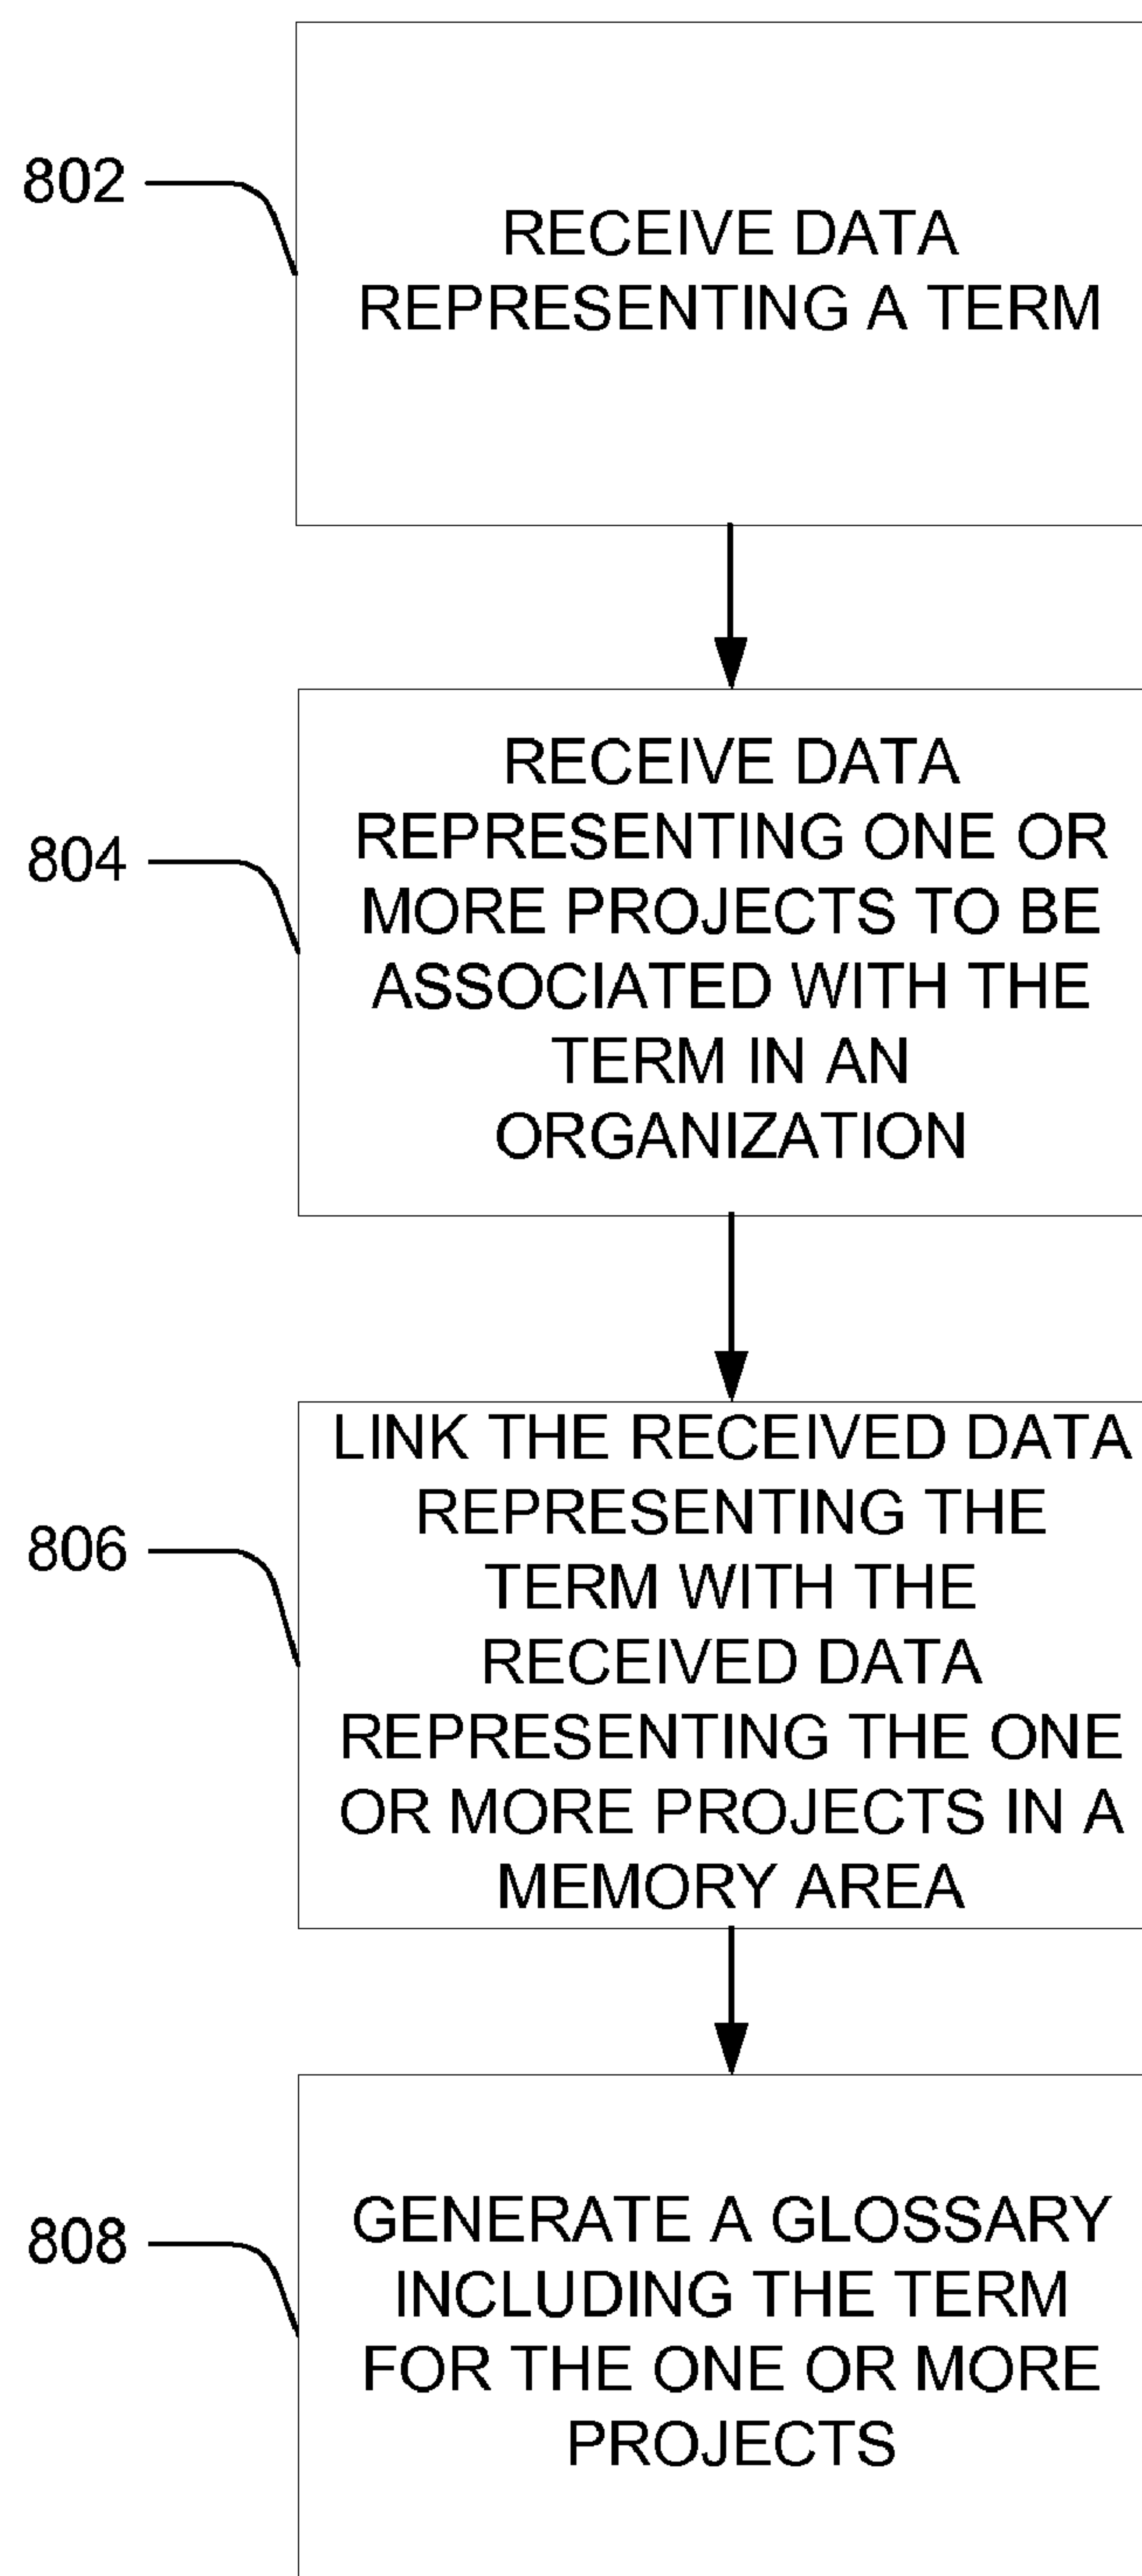 802
RECEIVE DATA
REPRESENTING A TERM
804
RECEIVE DATA
REPRESENTING ONE OR
MORE PROJECTS TO BE
ASSOCIATED WITH THE
TERM IN AN
ORGANIZATION
806
LINK THE RECEIVED DATA
REPRESENTING THE
TERM WITH THE
RECEIVED DATA
REPRESENTING THE ONE
OR MORE PROJECTS IN A
MEMORY AREA
808
GENERATE A GLOSSARY
INCLUDING THE TERM
FOR THE ONE OR MORE
PROJECTS